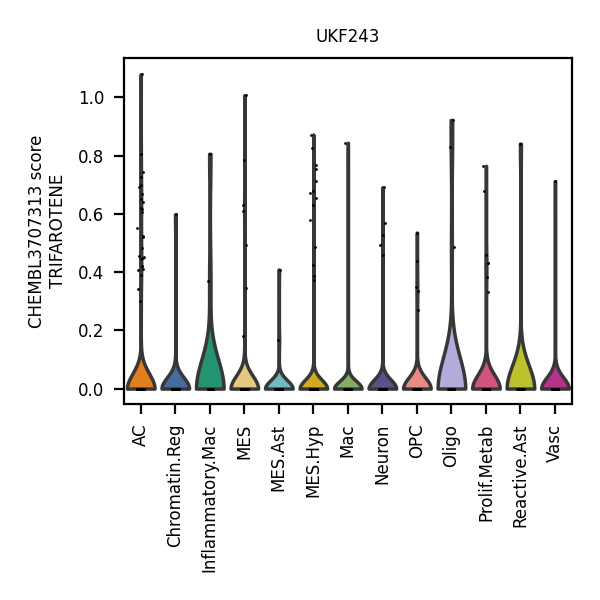 UKF243
CHEMBL3707313 score
TRIFAROTENE
1.0
0.8
0.6
0.4
0.2
0.0
AC
Chromatin.Reg
Inflammatory.Mac
MES
MES.Ast
MES.Hyp
Mac
Neuron
OPC
Oligo
Prolif.Metab
Reactive.Ast
Vasc